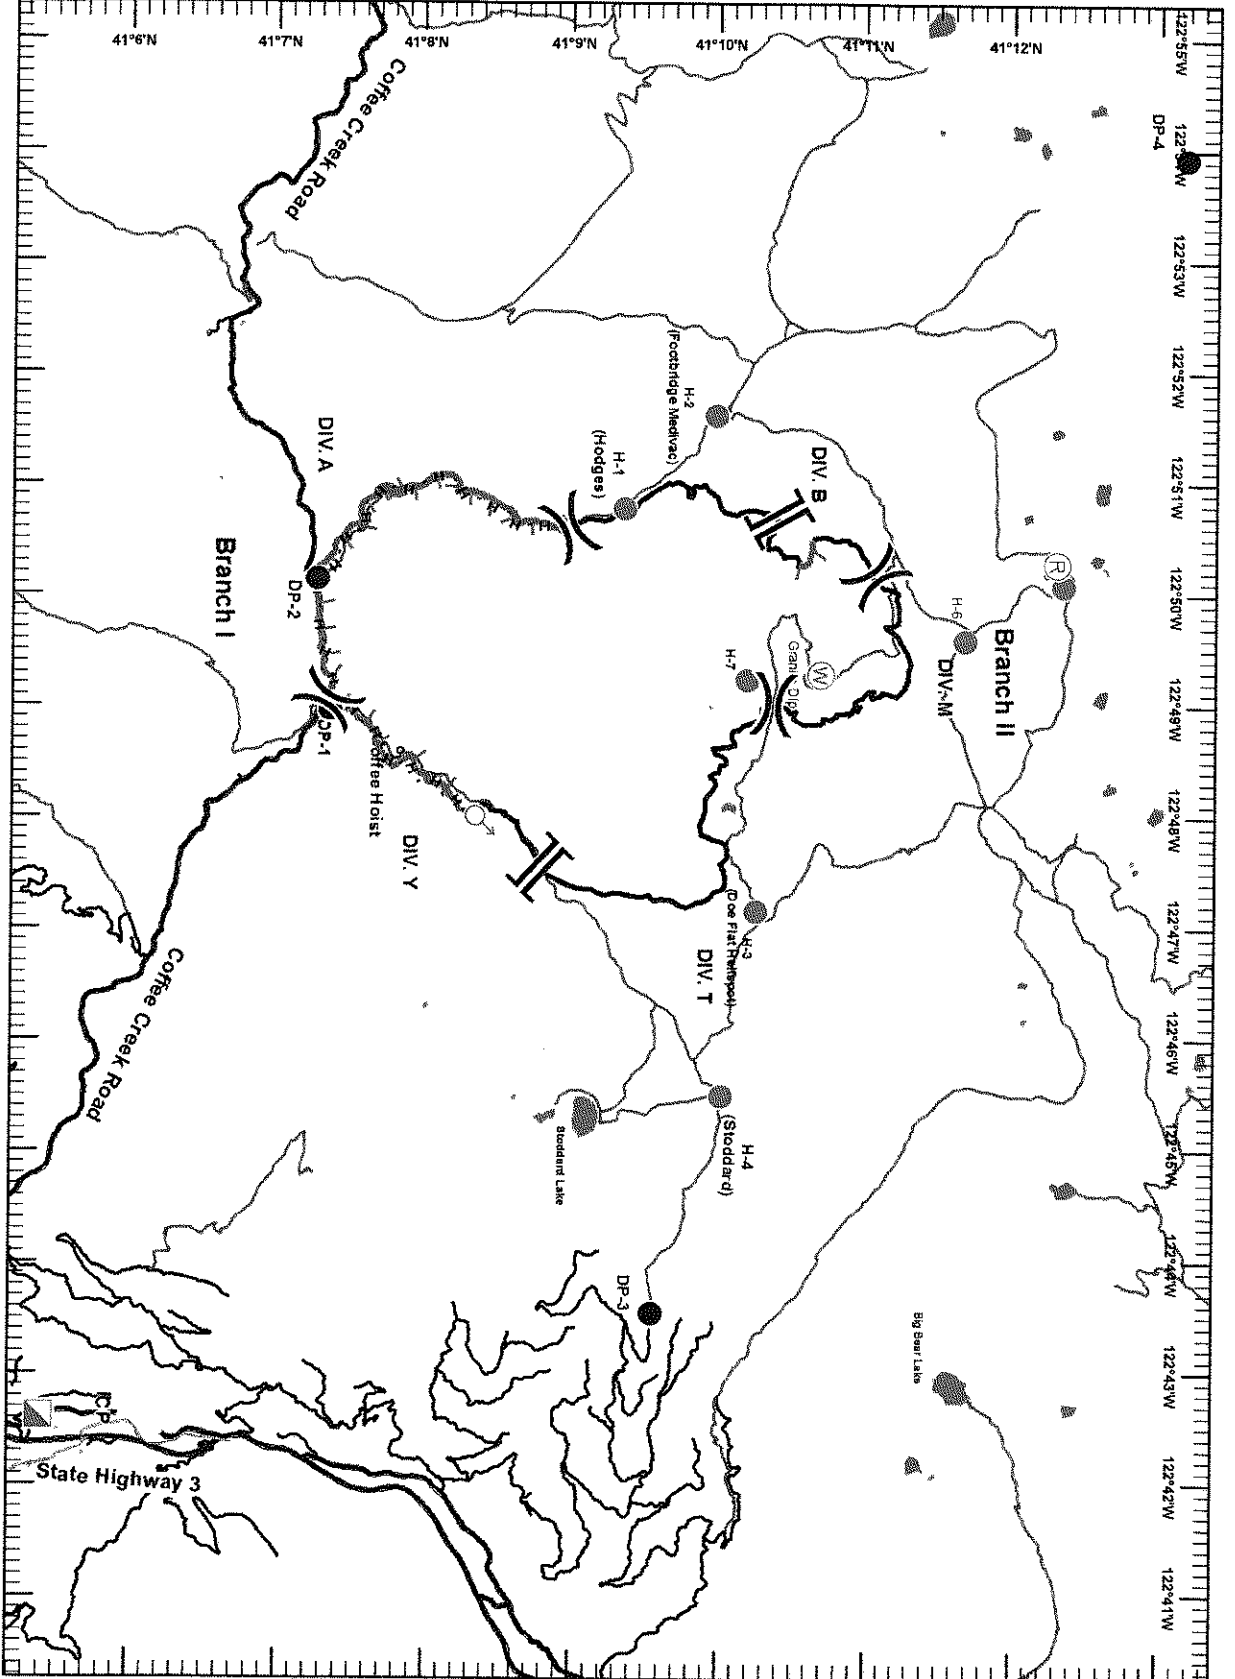 122°55'W
122°53'W
122°52'W
122°51'W
122°50'W
122°49'W
122°48'W
122°47'W
122°46'W
122°45'W
122°44'W
122°43'W
122°42'W
122°41'W
DP-4
41°12'N
41°11'N
41°10'N
41°9'N
41°8'N
41°7'N
41°6'N
Coffee Creek Road
H-2
(Footbridge Medivac)
H-1
(Hodges)
DIV. B
DIV. A
R
H-6
Branch II
DIV. M
W
H-7
DP-2
Branch I
DP-1
Coffee Hoist
DIV. Y
H-3
(Doe Flat Helispot)
DIV. T
Coffee Creek Road
H-4
(Stoddard)
Stoddard Lake
DP-3
Big Bear Lake
ICP
State Highway 3